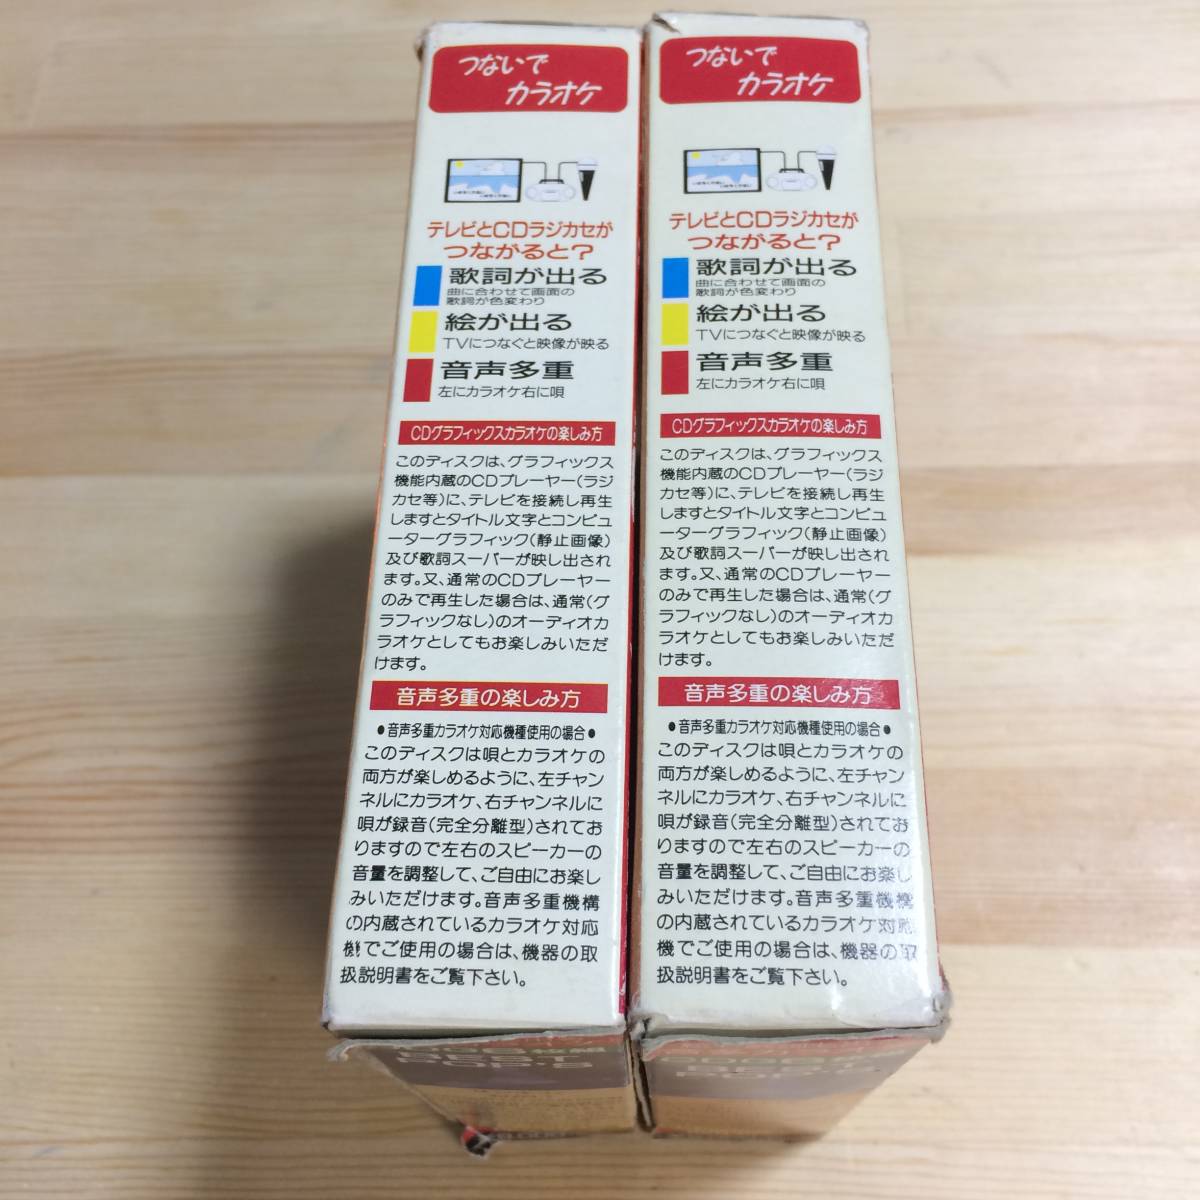 つないで
カラオケ
テレビとCDラジカセが
つながると?
歌詞が出る
曲に合わせて画面の
歌詞が色変わり
絵が出る
TVにつなぐと映像が映る
音声多重
左にカラオケ右に唄
CDグラフィックスカラオケの楽しみ方
このディスクは、グラフィックス
機能内蔵のCDプレーヤー(ラジ
カセ等)に、テレビを接続し再生
しますとタイトル文字とコンピュ
ーターグラフィック(静止画像)
及び歌詞スーパーが映し出され
ます。又、通常のCDプレーヤー
のみで再生した場合は、通常(グ
ラフィックなし)のオーディオカ
ラオケとしてもお楽しみいただ
けます。
音声多重の楽しみ方
●音声多重カラオケ対応機種使用の場合●
このディスクは唄とカラオケの
両方が楽しめるように、左チャン
ネルにカラオケ、右チャンネルに
唄が録音(完全分離型)されてお
りますので左右のスピーカーの
音量を調整して、ご自由にお楽し
みいただけます。音声多重機構
の内蔵されているカラオケ対応
機でご使用の場合は、機器の取
扱説明書をご覧下さい。
つないで
カラオケ
テレビとCDラジカセが
つながると?
歌詞が出る
曲に合わせて画面の
歌詞が色変わり
絵が出る
TVにつなぐと映像が映る
音声多重
左にカラオケ右に唄
CDグラフィックスカラオケの楽しみ方
このディスクは、グラフィックス
機能内蔵のCDプレーヤー(ラジ
カセ等)に、テレビを接続し再生
しますとタイトル文字とコンピュ
ーターグラフィック(静止画像)
及び歌詞スーパーが映し出され
ます。又、通常のCDプレーヤー
のみで再生した場合は、通常(グ
ラフィックなし)のオーディオカ
ラオケとしてもお楽しみいただ
けます。
音声多重の楽しみ方
●音声多重カラオケ対応機種使用の場合●
このディスクは唄とカラオケの
両方が楽しめるように、左チャン
ネルにカラオケ、右チャンネルに
唄が録音(完全分離型)されてお
りますので左右のスピーカーの
音量を調整して、ご自由にお楽し
みいただけます。音声多重機構
の内蔵されているカラオケ対応
機でご使用の場合は、機器の取
扱説明書をご覧下さい。
BEST
POP'S